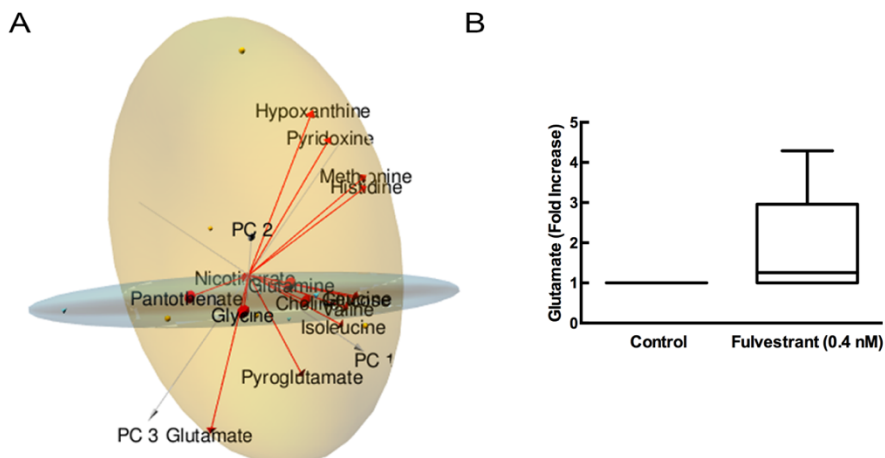 A
Hypoxanthine
Pyridoxine
Methionine
Histidine
PC 2
Glutamine
Pantothenate
Choline
Valine
Glycine
Isoleucine
PC 1
Pyroglutamate
PC 3 Glutamate
B
Glutamate (Fold Increase)
5
4
3
2
1
0
Control
Fulvestrant (0.4 nM)